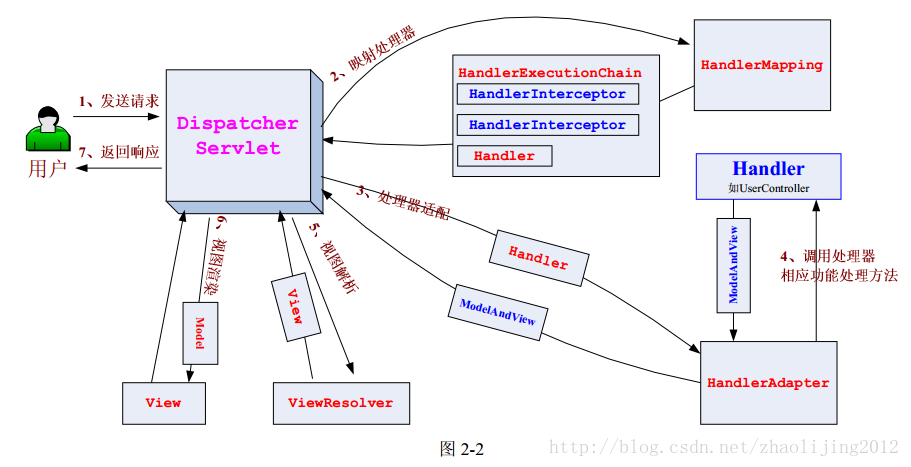 2、映射处理器
HandlerMapping
HandlerExecutionChain
HandlerInterceptor
HandlerInterceptor
Handler
1、发送请求
Dispatcher
Servlet
7、返回响应
用户
Handler
如UserController
3、处理器适配
Handler
ModelAndView
ModelAndView
4、调用处理器
相应功能处理方法
6、视图渲染
5、视图解析
Model
View
View
ViewResolver
HandlerAdapter
图 2-2
http://blog.csdn.net/zhaolijing2012